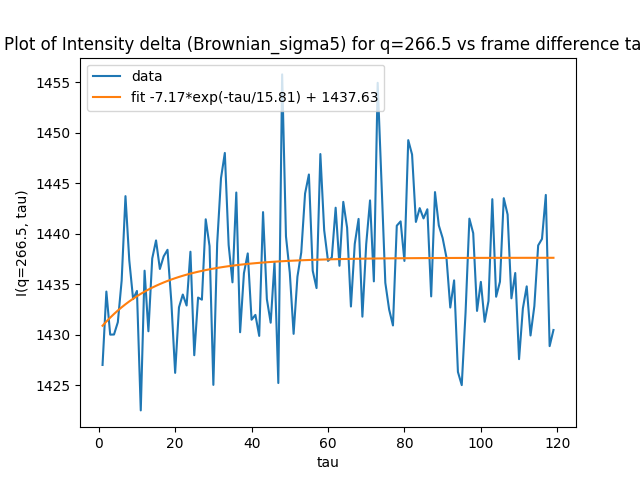 Plot of Intensity delta (Brownian_sigma5) for q=266.5 vs frame difference ta
data
fit -7.17*exp(-tau/15.81) + 1437.63
I(q=266.5, tau)
1455
1450
1445
1440
1435
1430
1425
0 20 40 60 80 100 120
tau